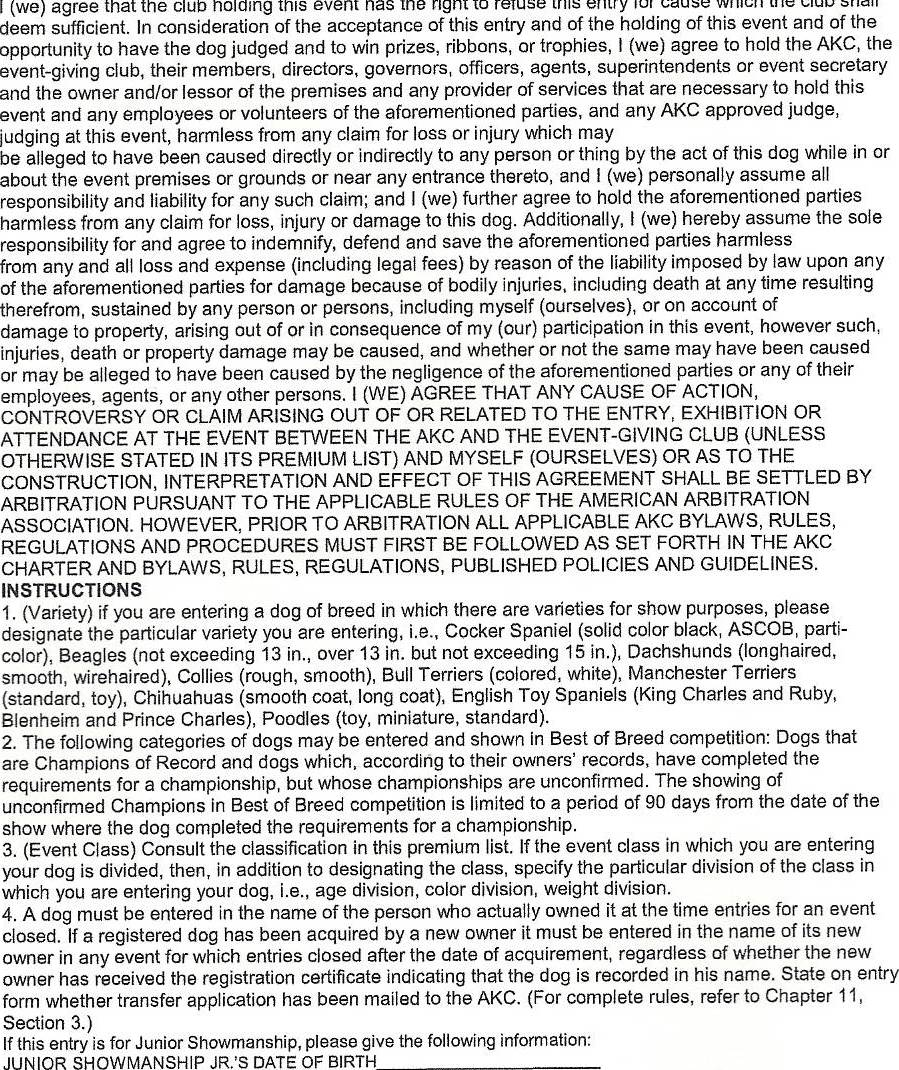 I (we) agree that the club holding this event has the right to refuse this entry for cause which the club shall
deem sufficient. In consideration of the acceptance of this entry and of the holding of this event and of the
opportunity to have the dog judged and to win prizes, ribbons, or trophies, I (we) agree to hold the AKC, the
event-giving club, their members, directors, governors, officers, agents, superintendents or event secretary
and the owner and/or lessor of the premises and any provider of services that are necessary to hold this
event and any employees or volunteers of the aforementioned parties, and any AKC approved judge,
judging at this event, harmless from any claim for loss or injury which may
be alleged to have been caused directly or indirectly to any person or thing by the act of this dog while in or
about the event premises or grounds or near any entrance thereto, and I (we) personally assume all
responsibility and liability for any such claim; and I (we) further agree to hold the aforementioned parties
harmless from any claim for loss, injury or damage to this dog. Additionally, I (we) hereby assume the sole
responsibility for and agree to indemnify, defend and save the aforementioned parties harmless
from any and all loss and expense (including legal fees) by reason of the liability imposed by law upon any
of the aforementioned parties for damage because of bodily injuries, including death at any time resulting
therefrom, sustained by any person or persons, including myself (ourselves), or on account of
damage to property, arising out of or in consequence of my (our) participation in this event, however such,
injuries, death or property damage may be caused, and whether or not the same may have been caused
or may be alleged to have been caused by the negligence of the aforementioned parties or any of their
employees, agents, or any other persons. I (WE) AGREE THAT ANY CAUSE OF ACTION,
CONTROVERSY OR CLAIM ARISING OUT OF OR RELATED TO THE ENTRY, EXHIBITION OR
ATTENDANCE AT THE EVENT BETWEEN THE AKC AND THE EVENT-GIVING CLUB (UNLESS
OTHERWISE STATED IN ITS PREMIUM LIST) AND MYSELF (OURSELVES) OR AS TO THE
CONSTRUCTION, INTERPRETATION AND EFFECT OF THIS AGREEMENT SHALL BE SETTLED BY
ARBITRATION PURSUANT TO THE APPLICABLE RULES OF THE AMERICAN ARBITRATION
ASSOCIATION. HOWEVER, PRIOR TO ARBITRATION ALL APPLICABLE AKC BYLAWS, RULES,
REGULATIONS AND PROCEDURES MUST FIRST BE FOLLOWED AS SET FORTH IN THE AKC
CHARTER AND BYLAWS, RULES, REGULATIONS, PUBLISHED POLICIES AND GUIDELINES.
INSTRUCTIONS
1. (Variety) if you are entering a dog of breed in which there are varieties for show purposes, please
designate the particular variety you are entering, i.e., Cocker Spaniel (solid color black, ASCOB, parti-
color), Beagles (not exceeding 13 in., over 13 in. but not exceeding 15 in.), Dachshunds (longhaired,
smooth, wirehaired), Collies (rough, smooth), Bull Terriers (colored, white), Manchester Terriers
(standard, toy), Chihuahuas (smooth coat, long coat), English Toy Spaniels (King Charles and Ruby,
Blenheim and Prince Charles), Poodles (toy, miniature, standard).
2. The following categories of dogs may be entered and shown in Best of Breed competition: Dogs that
are Champions of Record and dogs which, according to their owners' records, have completed the
requirements for a championship, but whose championships are unconfirmed. The showing of
unconfirmed Champions in Best of Breed competition is limited to a period of 90 days from the date of the
show where the dog completed the requirements for a championship.
3. (Event Class) Consult the classification in this premium list. If the event class in which you are entering
your dog is divided, then, in addition to designating the class, specify the particular division of the class in
which you are entering your dog, i.e., age division, color division, weight division.
4. A dog must be entered in the name of the person who actually owned it at the time entries for an event
closed. If a registered dog has been acquired by a new owner it must be entered in the name of its new
owner in any event for which entries closed after the date of acquirement, regardless of whether the new
owner has received the registration certificate indicating that the dog is recorded in his name. State on entry
form whether transfer application has been mailed to the AKC. (For complete rules, refer to Chapter 11,
Section 3.)
If this entry is for Junior Showmanship, please give the following information:
JUNIOR SHOWMANSHIP JR.'S DATE OF BIRTH